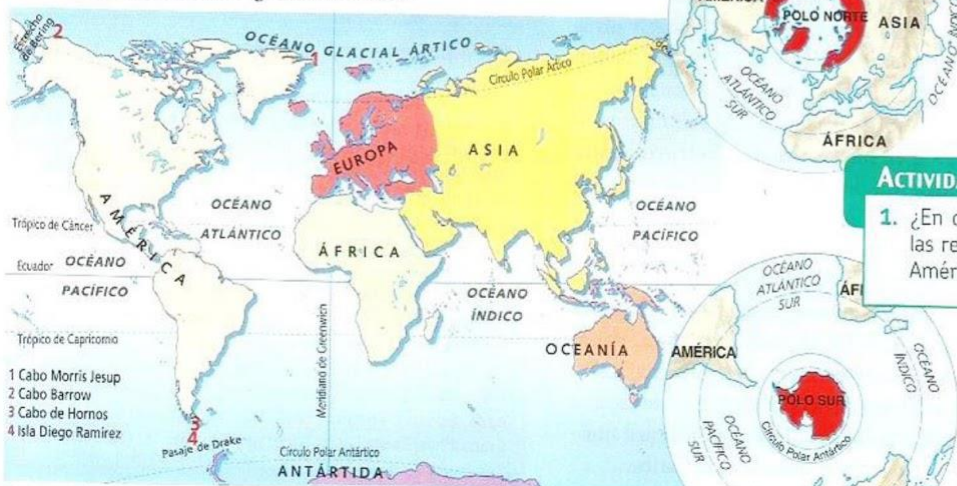 Estrecho de Bering
2
OCÉANO GLACIAL ÁRTICO
1
Círculo Polar Ártico
EUROPA
ASIA
OCÉANO ATLÁNTICO
OCÉANO PACÍFICO
Trópico de Cáncer
AMÉRICA
ÁFRICA
Ecuador
OCÉANO PACÍFICO
OCÉANO ÍNDICO
Trópico de Capricornio
Meridiano de Greenwich
OCEANÍA
1 Cabo Morris Jesup
2 Cabo Barrow
3 Cabo de Hornos
4 Isla Diego Ramírez
3
4
Pasaje de Drake
Círculo Polar Antártico
ANTÁRTIDA
POLO NORTE
ASIA
OCÉANO ÍNDICO
OCÉANO ATLÁNTICO SUR
ÁFRICA
ACTIVIDA
1. ¿En
las re
Amér
OCÉANO ATLÁNTICO SUR
ÁF
AMÉRICA
OCÉANO ÍNDICO
POLO SUR
Círculo Polar Antártico
OCÉANO PACÍFICO SUR